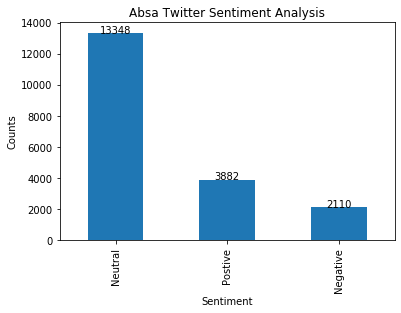 Absa Twitter Sentiment Analysis
14000
12000
10000
8000
6000
4000
2000
0
Counts
13348
3882
2110
Neutral
Postive
Negative
Sentiment